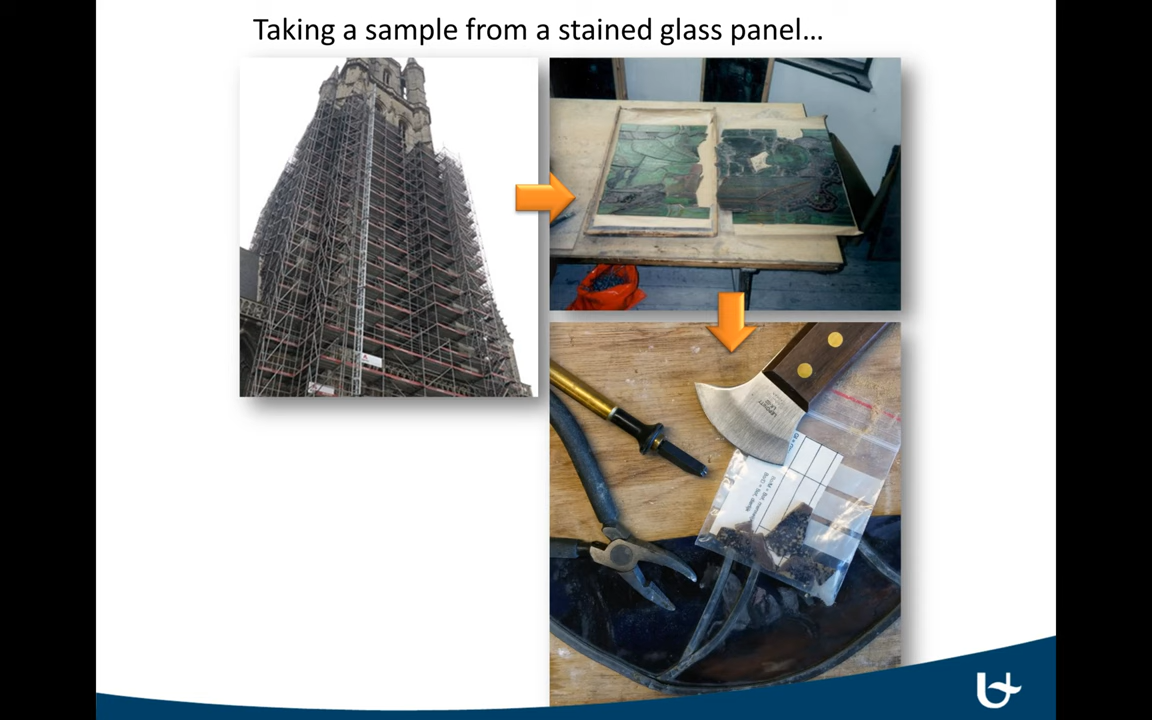 Taking a sample from a stained glass panel…